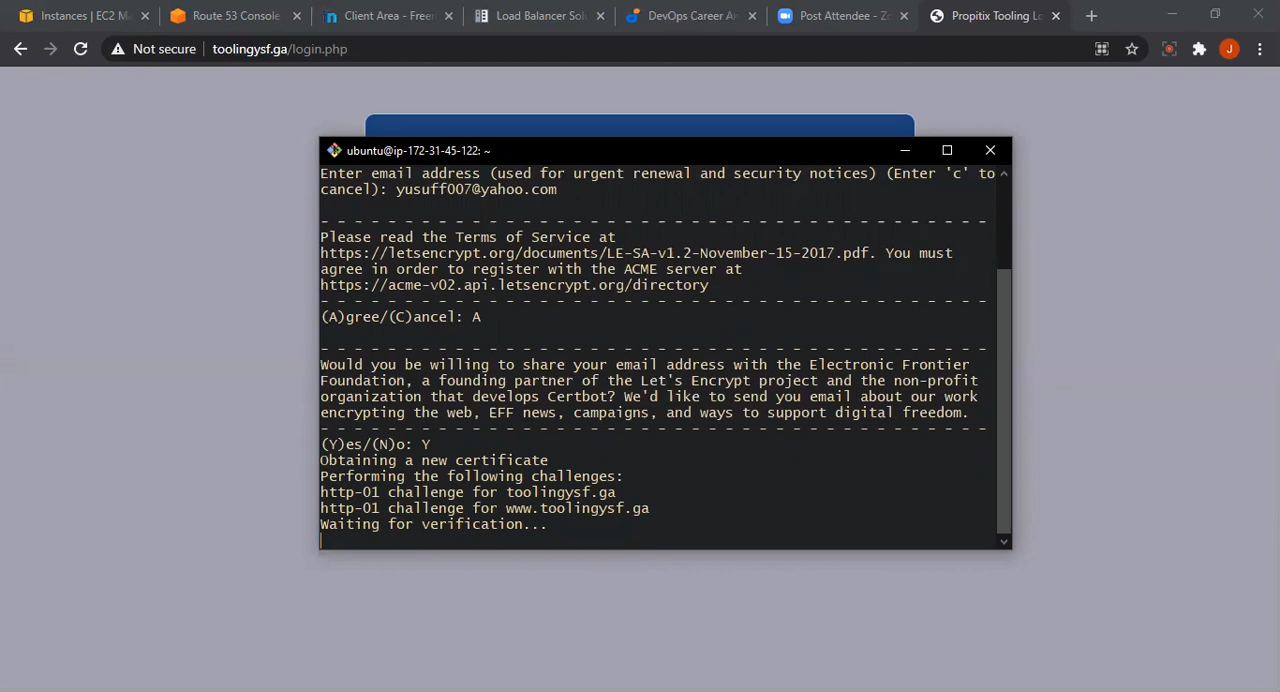 Instances | EC2 M
Route 53 Console
Client Area - Freen
Load Balancer Solu
DevOps Career A
Post Attendee - Zo
Propitix Tooling Lo
Not secure
toolingysf.ga/login.php
J
ubuntu@ip-172-31-45-122: ~
Enter email address (used for urgent renewal and security notices) (Enter 'c' to
cancel): yusuff007@yahoo.com
- - - - - - - - - - - - - - - - - - - - - - - - - - - - - - - - - - - - - - - -
Please read the Terms of Service at
https://letsencrypt.org/documents/LE-SA-v1.2-November-15-2017.pdf. You must
agree in order to register with the ACME server at
https://acme-v02.api.letsencrypt.org/directory
- - - - - - - - - - - - - - - - - - - - - - - - - - - - - - - - - - - - - - - -
(A)gree/(C)ancel: A
- - - - - - - - - - - - - - - - - - - - - - - - - - - - - - - - - - - - - - - -
Would you be willing to share your email address with the Electronic Frontier
Foundation, a founding partner of the Let's Encrypt project and the non-profit
organization that develops Certbot? We'd like to send you email about our work
encrypting the web, EFF news, campaigns, and ways to support digital freedom.
- - - - - - - - - - - - - - - - - - - - - - - - - - - - - - - - - - - - - - - -
(Y)es/(N)o: Y
Obtaining a new certificate
Performing the following challenges:
http-01 challenge for toolingysf.ga
http-01 challenge for www.toolingysf.ga
Waiting for verification...